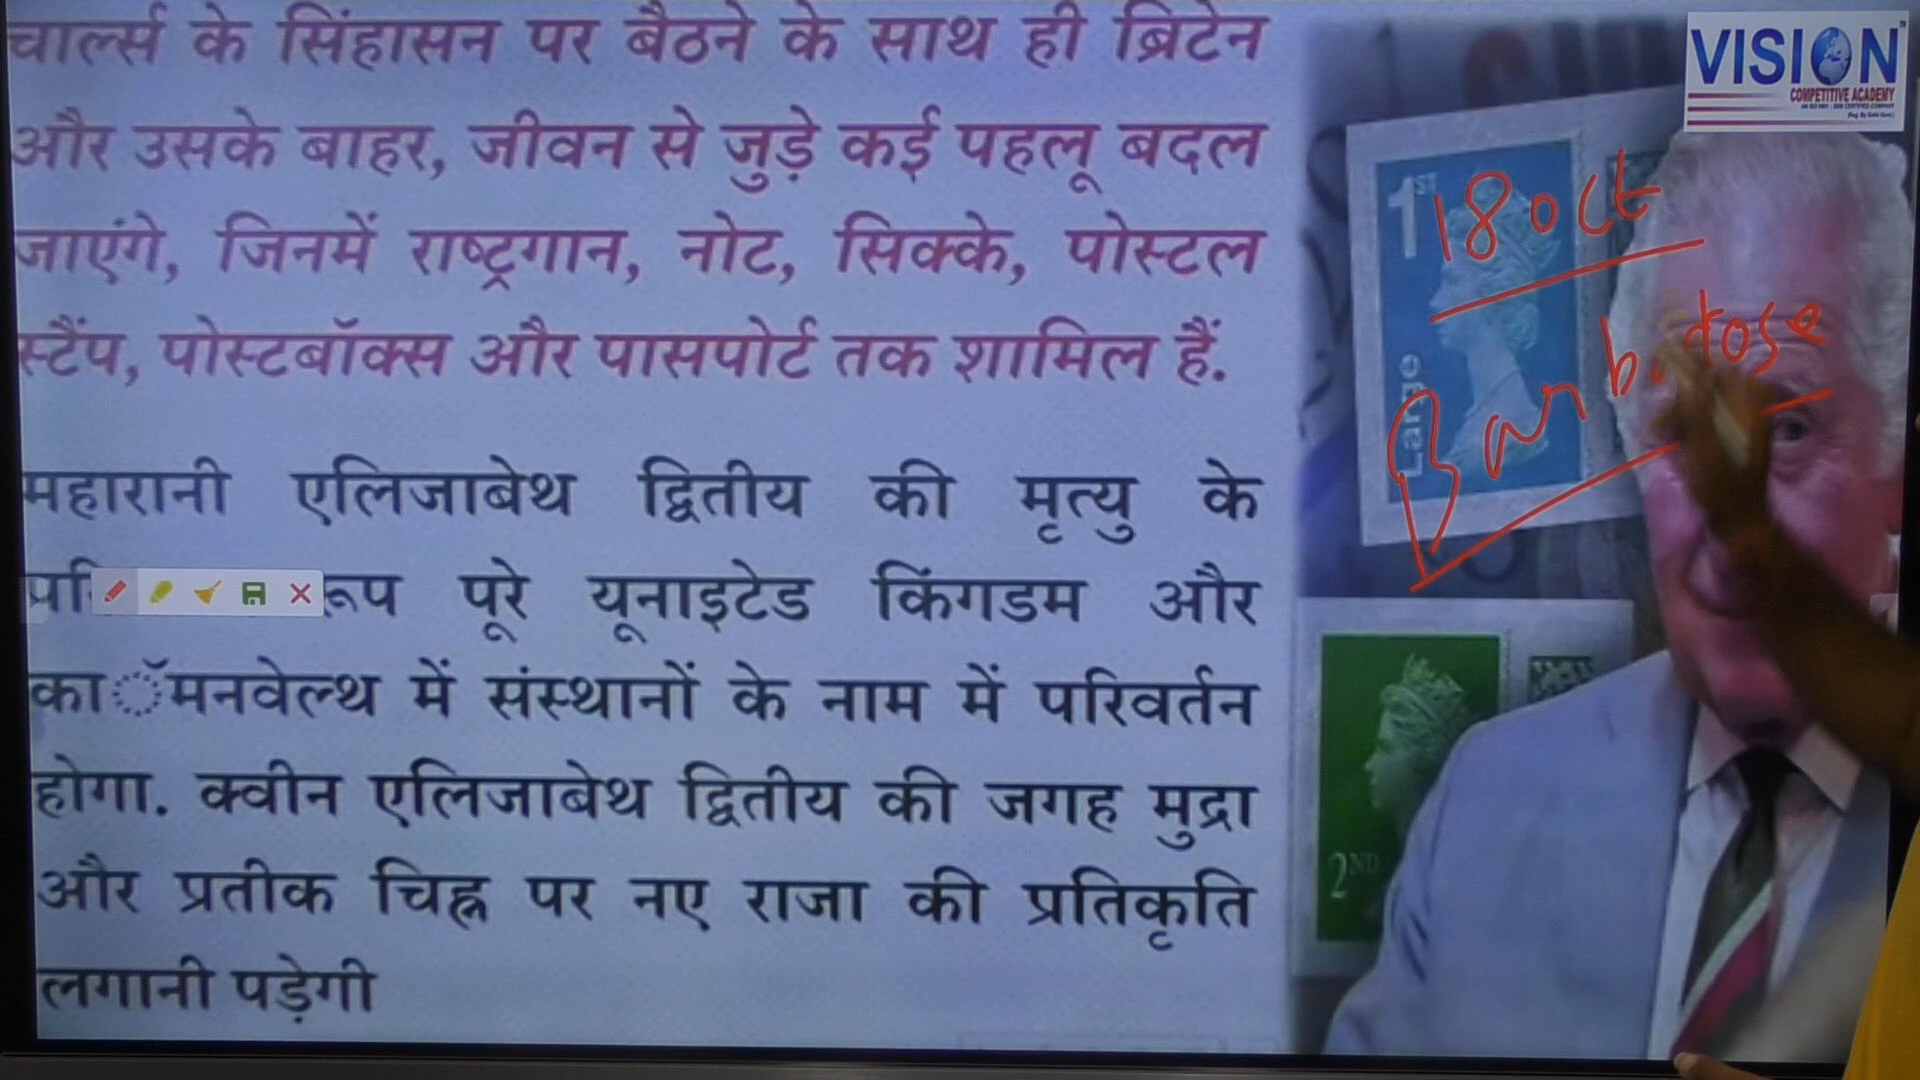 चार्ल्स के सिंहासन पर बैठने के साथ ही ब्रिटेन
और उसके बाहर, जीवन से जुड़े कई पहलू बदल
जाएंगे, जिनमें राष्ट्रगान, नोट, सिक्के, पोस्टल
स्टैंप, पोस्टबॉक्स और पासपोर्ट तक शामिल हैं.
महारानी एलिजाबेथ द्वितीय की मृत्यु के
रूप पूरे यूनाइटेड किंगडम और
काॅमनवेल्थ में संस्थानों के नाम में परिवर्तन
होगा. क्वीन एलिजाबेथ द्वितीय की जगह मुद्रा
और प्रतीक चिह्न पर नए राजा की प्रतिकृति
लगानी पड़ेगी
VISION
COMPETITIVE ACADEMY
1ST
Large
18 oct
2ND